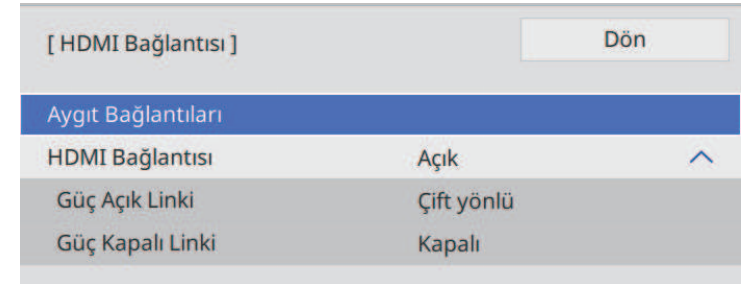 [ HDMI Bağlantısı ] Dön
Aygıt Bağlantıları
HDMI Bağlantısı Açık
Güç Açık Linki Çift yönlü
Güç Kapalı Linki Kapalı